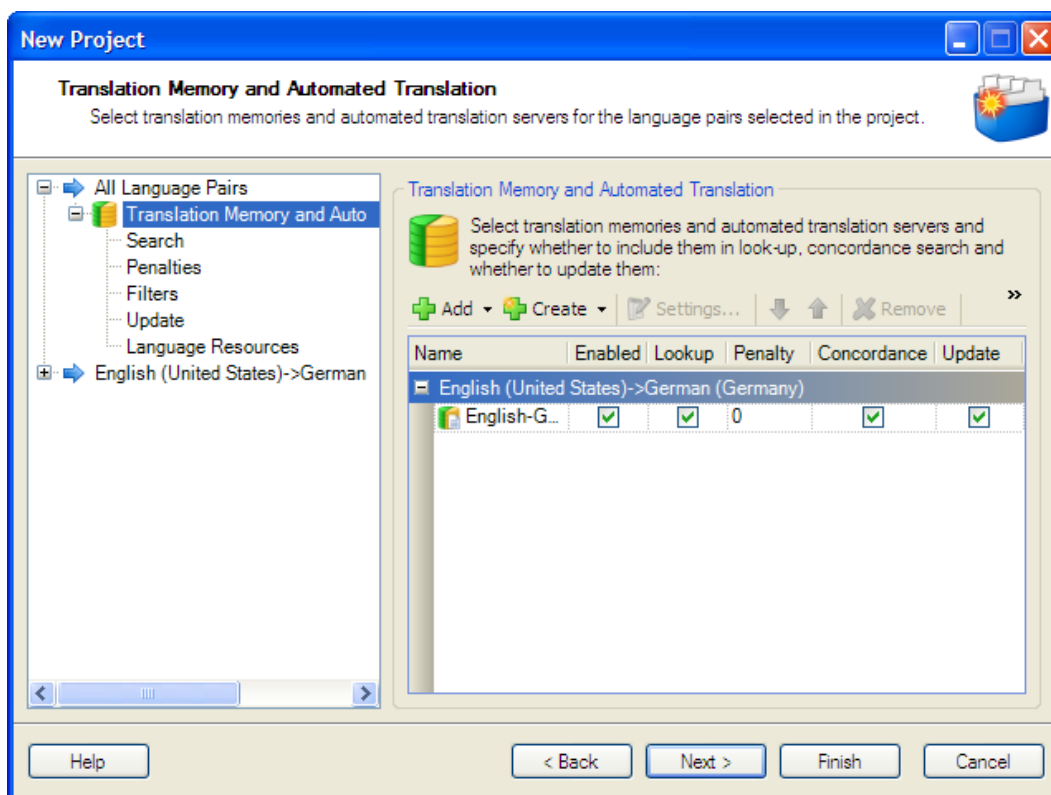 New Project
Translation Memory and Automated Translation
Select translation memories and automated translation servers for the language pairs selected in the project.
All Language Pairs
Translation Memory and Auto
Search
Penalties
Filters
Update
Language Resources
English (United States)->German
Translation Memory and Automated Translation
Select translation memories and automated translation servers and
specify whether to include them in look-up, concordance search and
whether to update them:
Add Create Settings... Remove »
Name Enabled Lookup Penalty Concordance Update
English (United States)->German (Germany)
English-G... 0
Help < Back Next > Finish Cancel